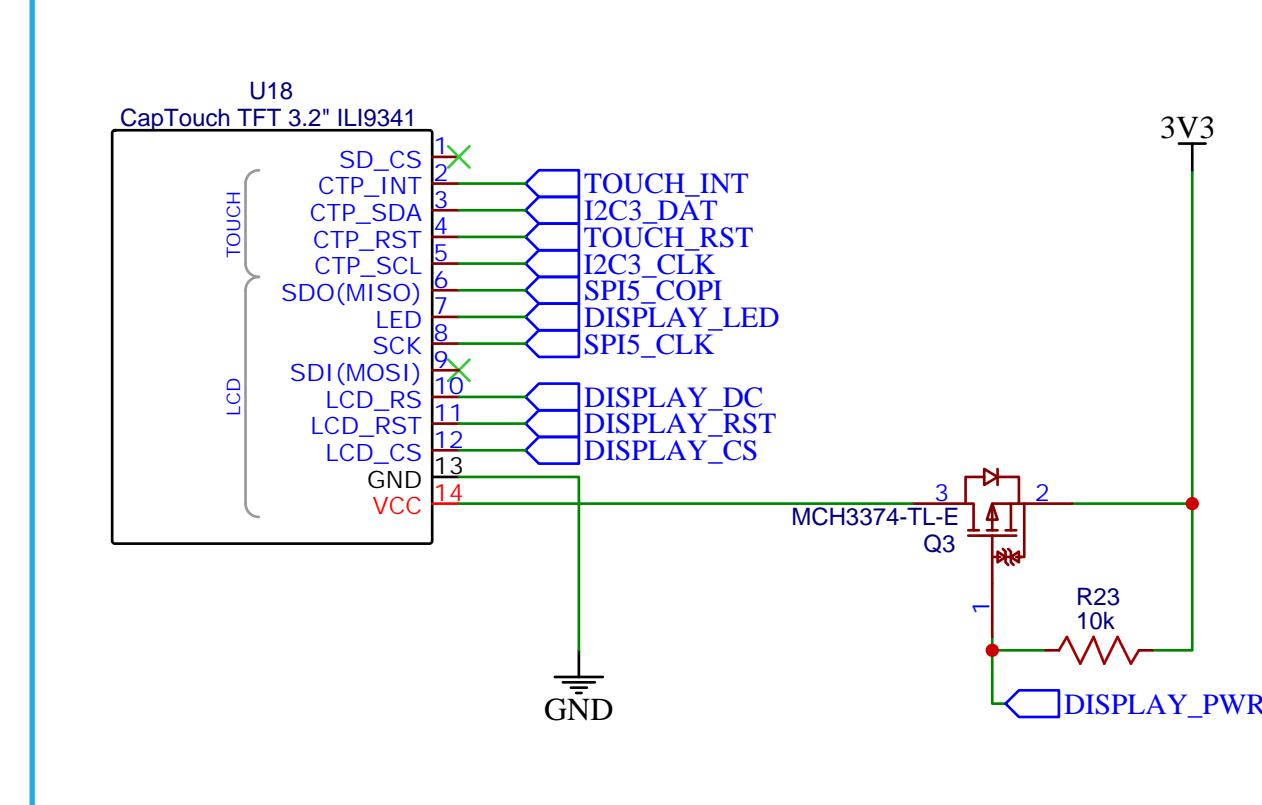 U18
CapTouch TFT 3.2" ILI9341
3V3
SD_CS 1
CTP_INT 2 TOUCH_INT
CTP_SDA 3 I2C3_DAT
TOUCH
CTP_RST 4 TOUCH_RST
CTP_SCL 5 I2C3_CLK
SDO(MISO) 6 SPI5_COPI
LED 7 DISPLAY_LED
SCK 8 SPI5_CLK
SDI(MOSI) 9
LCD
LCD_RS 10 DISPLAY_DC
LCD_RST 11 DISPLAY_RST
LCD_CS 12 DISPLAY_CS
GND 13
VCC 14
3 2
MCH3374-TL-E
Q3
1
R23
10k
GND
DISPLAY_PWR